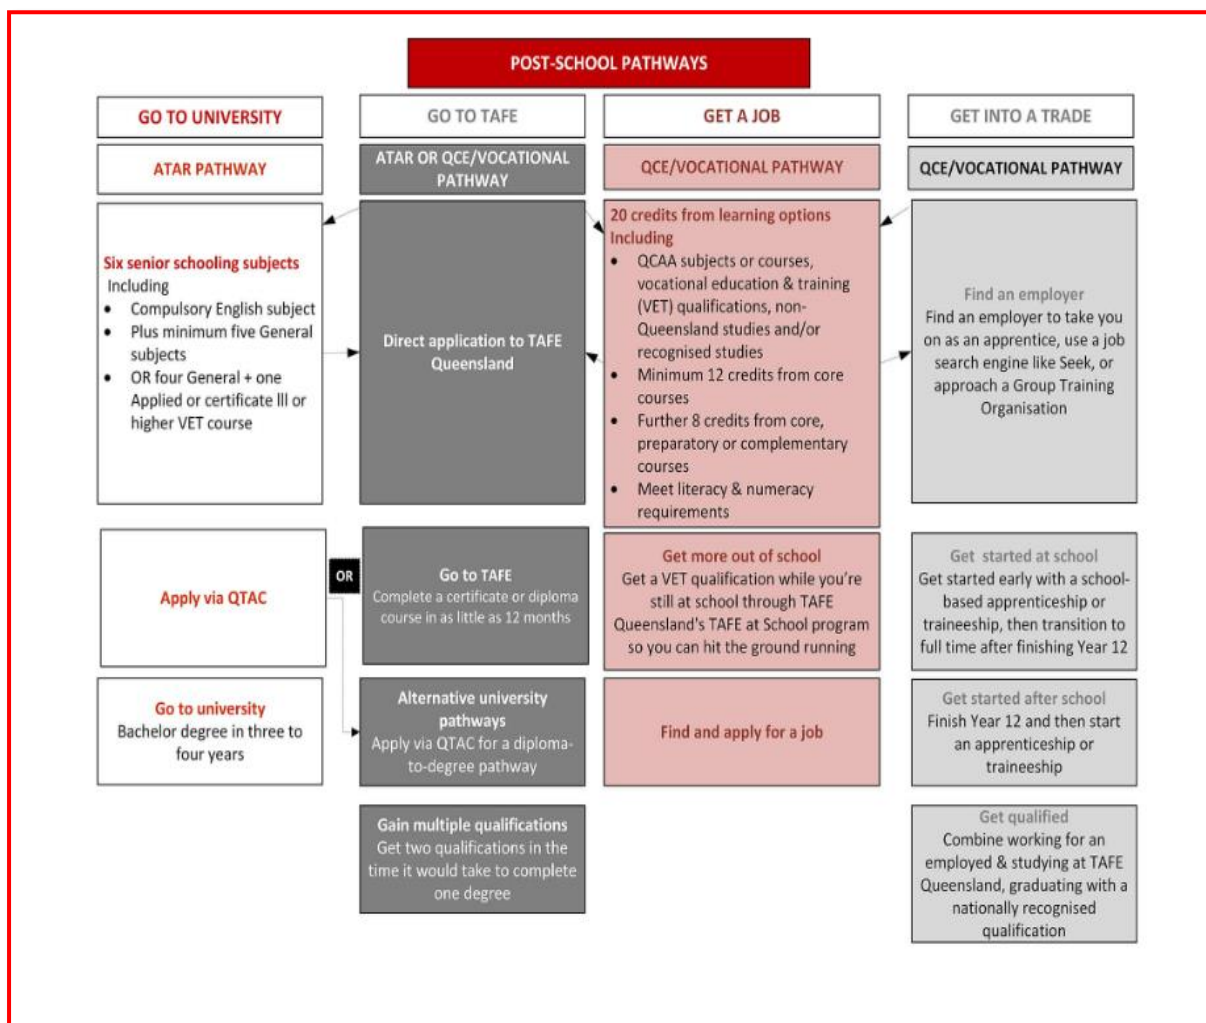 POST-SCHOOL PATHWAYS
GO TO UNIVERSITY
ATAR PATHWAY
Six senior schooling subjects
Including
• Compulsory English subject
• Plus minimum five General
subjects
• OR four General + one
Applied or certificate lll or
higher VET course
Apply via QTAC
OR
Go to university
Bachelor degree in three to
four years
GO TO TAFE
ATAR OR QCE/VOCATIONAL
PATHWAY
Direct application to TAFE
Queensland
Go to TAFE
Complete a certificate or diploma
course in as little as 12 months
Alternative university
pathways
Apply via QTAC for a diploma-
to-degree pathway
Gain multiple qualifications
Get two qualifications in the
time it would take to complete
one degree
GET A JOB
QCE/VOCATIONAL PATHWAY
20 credits from learning options
Including
• QCAA subjects or courses,
vocational education & training
(VET) qualifications, non-
Queensland studies and/or
recognised studies
• Minimum 12 credits from core
courses
• Further 8 credits from core,
preparatory or complementary
courses
• Meet literacy & numeracy
requirements
Get more out of school
Get a VET qualification while you're
still at school through TAFE
Queensland's TAFE at School program
so you can hit the ground running
Find and apply for a job
GET INTO A TRADE
QCE/VOCATIONAL PATHWAY
Find an employer
Find an employer to take you
on as an apprentice, use a job
search engine like Seek, or
approach a Group Training
Organisation
Get started at school
Get started early with a school-
based apprenticeship or
traineeship, then transition to
full time after finishing Year 12
Get started after school
Finish Year 12 and then start
an apprenticeship or
traineeship
Get qualified
Combine working for an
employed & studying at TAFE
Queensland, graduating with a
nationally recognised
qualification